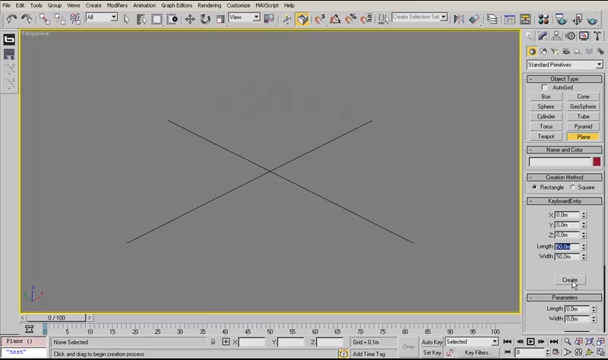 File Edit Tools Group Views Create Modifiers Animation Graph Editors Rendering Customize MAXScript Help
All
View
Create Selection Set
Perspective
Standard Primitives
Object Type
AutoGrid
Box Cone
Sphere GeoSphere
Cylinder Tube
Torus Pyramid
Teapot Plane
Name and Color
Creation Method
Rectangle Square
Keyboard Entry
X: 0,0m
Y: 0,0m
Z: 0,0m
Length: 50,0m
Width: 50,0m
Create
Parameters
Length: 0,0m
Width: 0,0m
0 / 100
0 5 10 15 20 25 30 35 40 45 50 55 60 65 70 75 80 85 90 95 100
Plane ()
"test"
None Selected
X: Y: Z:
Grid = 0,1m
Auto Key Selected
Click and drag to begin creation process
Add Time Tag
Set Key Key Filters...
0